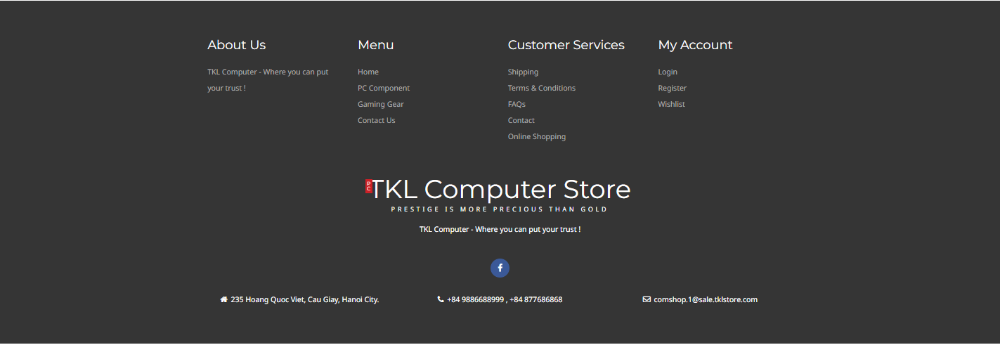 About Us
TKL Computer - Where you can put
your trust !
Menu
Home
PC Component
Gaming Gear
Contact Us
Customer Services
Shipping
Terms & Conditions
FAQs
Contact
Online Shopping
My Account
Login
Register
Wishlist
PC
TKL Computer Store
PRESTIGE IS MORE PRECIOUS THAN GOLD
TKL Computer - Where you can put your trust !
f
235 Hoang Quoc Viet, Cau Giay, Hanoi City.
+84 9886688999 , +84 877686868
comshop.1@sale.tklstore.com